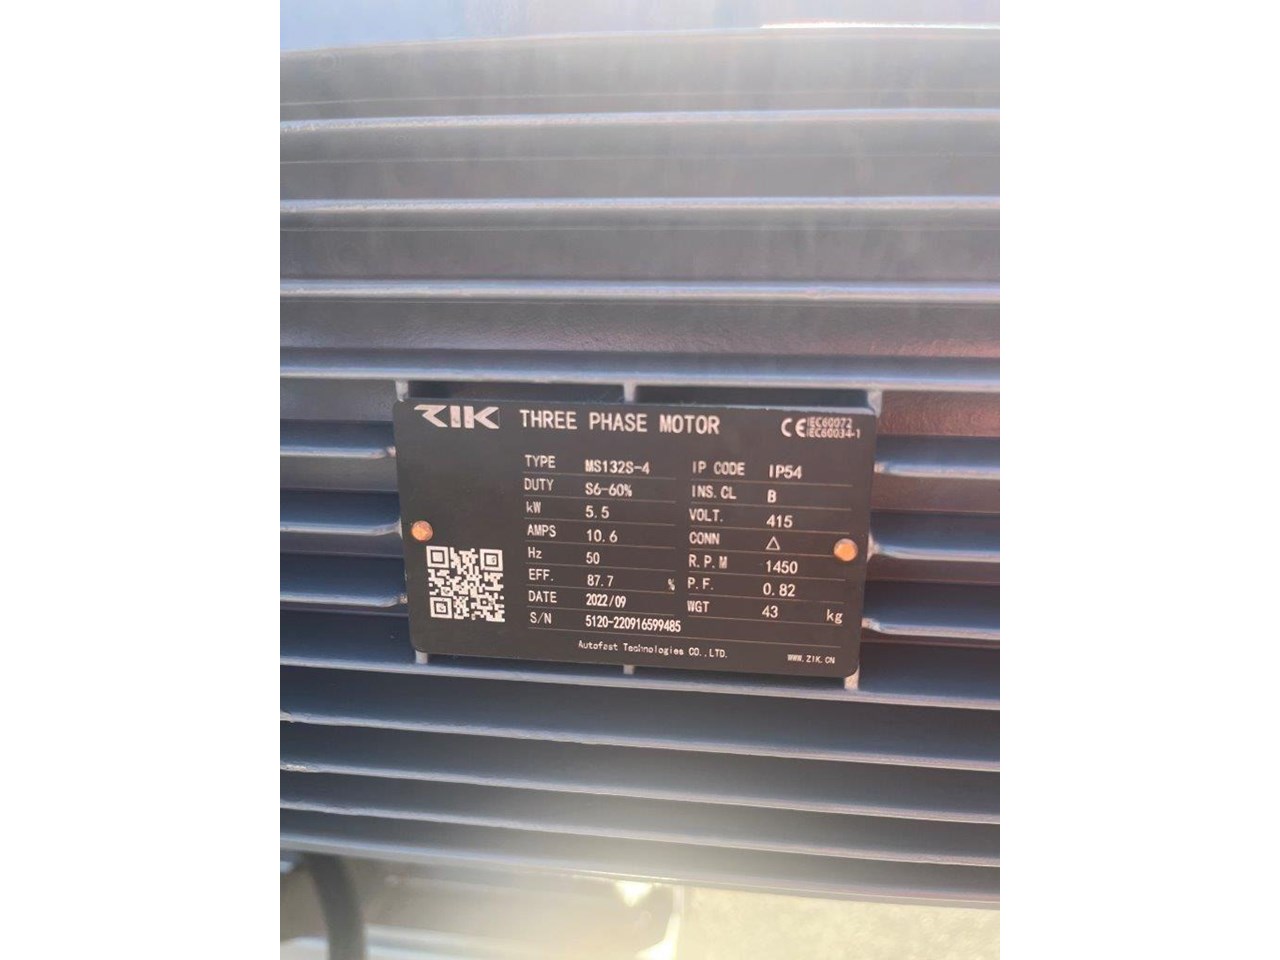 ZIK THREE PHASE MOTOR CE IEC60072
IEC60034-1
TYPE MS132S-4 IP CODE IP54
DUTY S6-60% INS.CL B
kW 5.5 VOLT. 415
AMPS 10.6 CONN △
Hz 50 R.P.M 1450
EFF. 87.7 % P.F. 0.82
DATE 2022/09 WGT 43 kg
S/N 5120-220916599485
Autofast Technologies CO.,LTD. WWW.ZIK.CN